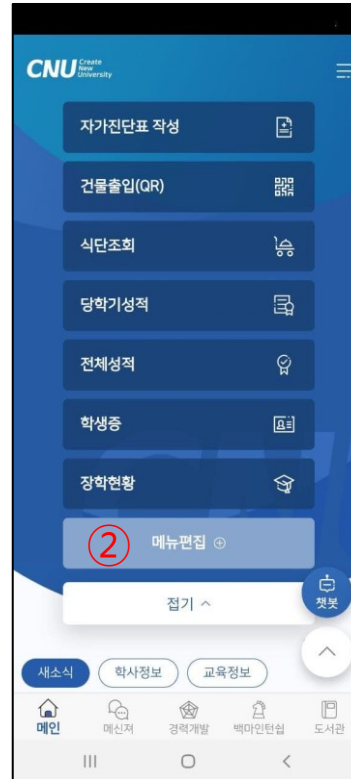 CNU Create
New
University
자가진단표 작성
건물출입(QR)
식단조회
당학기성적
전체성적
학생증
장학현황
② 메뉴편집 ⊕
접기 ^
챗봇
새소식 학사정보 교육정보
메인 메신져 경력개발 백마인턴쉽 도서관